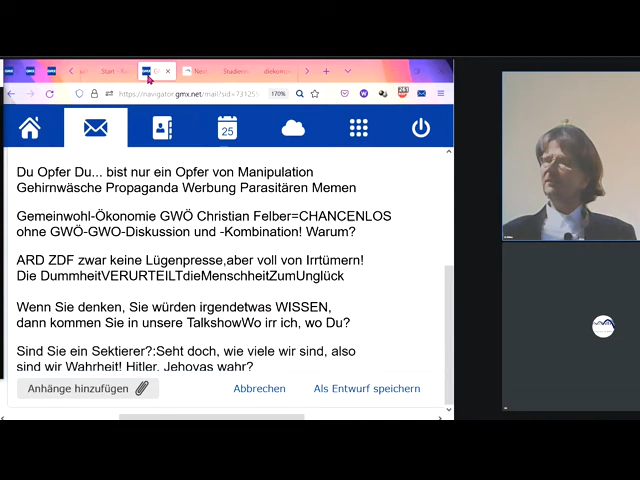 Start
Studiere
diekom
https://navigator.gmx.net/mail?sid=731255
170%
25
Du Opfer Du... bist nur ein Opfer von Manipulation
Gehirnwäsche Propaganda Werbung Parasitären Memen
Gemeinwohl-Ökonomie GWÖ Christian Felber=CHANCENLOS
ohne GWÖ-GWO-Diskussion und -Kombination! Warum?
ARD ZDF zwar keine Lügenpresse,aber voll von Irrtümern!
Die DummheitVERURTEILTdieMenschheitZumUnglück
Wenn Sie denken, Sie würden irgendetwas WISSEN,
dann kommen Sie in unsere TalkshowWo irr ich, wo Du?
Sind Sie ein Sektierer?:Seht doch, wie viele wir sind, also
sind wir Wahrheit! Hitler, Jehovas wahr?
Anhänge hinzufügen
Abbrechen
Als Entwurf speichern